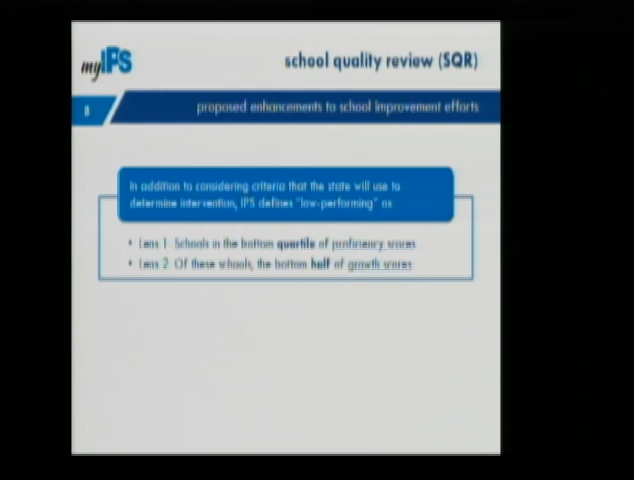 myIPS
school quality review (SQR)
8
proposed enhancements to school improvement efforts
In addition to considering criteria that the state will use to
determine intervention, IPS defines "low-performing" as
• Lens 1 Schools in the bottom quartile of proficiency scores
• Lens 2 Of these schools, the bottom half of growth scores